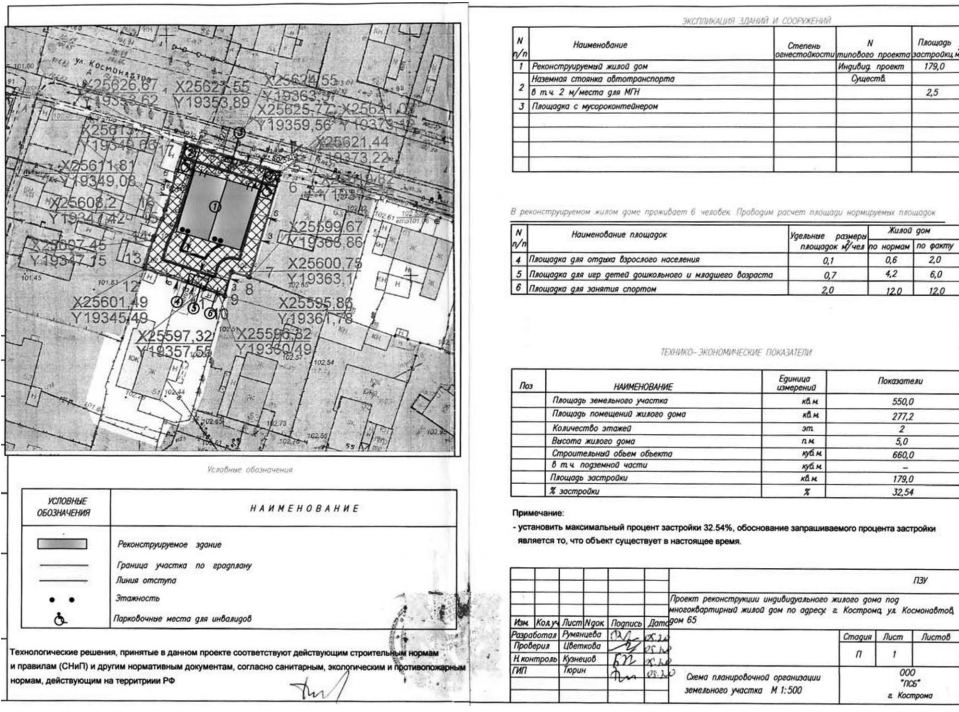 ул Космонавтов
X25626,67
X25627,55
Y19353,89
X25624,55
Y19359,56
X25621,44
Y19373,22
X25611,81
Y19349,08
X25608,2
Y19347,42
X25597,45
Y19347,15
X25599,67
Y19365,86
X25600,75
Y19363,1
X25601,49
Y19345,49
X25595,86
Y19361,78
X25597,32
Y19357,55
X25596,82
Y19360,49
Условные обозначения
УСЛОВНЫЕ ОБОЗНАЧЕНИЯ НАИМЕНОВАНИЕ
Реконструируемое здание
Граница участка по градплану
Линия отступа
Этажность
Парковочные места для инвалидов
Технологические решения, принятые в данном проекте соответствуют действующим строительным нормам
и правилам (СНиП) и другим нормативным документам, согласно санитарным, экологическим и противопожарным
нормам, действующим на территриии РФ
ЭКСПЛИКАЦИЯ ЗДАНИЙ И СООРУЖЕНИЙ
N п/п Наименование Степень огнестойкости N типового проекта Площадь застройки, м
1 Реконструируемый жилой дом Индивид. проект 179,0
2 Наземная стоянка автотранспорта Существ.
в т.ч. 2 м/места для МГН 2,5
3 Площадка с мусороконтейнером
В реконструируемом жилом доме проживает 6 человек. Проводим расчет площади нормируемых площадок
N п/п Наименование площадок Удельные размеры площадок м²/чел Жилой дом
по нормам по факту
4 Площадка для отдыха взрослого населения 0,1 0,6 2,0
5 Площадка для игр детей дошкольного и младшего возраста 0,7 4,2 6,0
6 Площадка для занятия спортом 2,0 12,0 12,0
ТЕХНИКО-ЭКОНОМИЧЕСКИЕ ПОКАЗАТЕЛИ
Поз НАИМЕНОВАНИЕ Единица измерений Показатели
Площадь земельного участка кв.м. 550,0
Площадь помещений жилого дома кв.м. 277,2
Количество этажей эт. 2
Высота жилого дома п.м. 5,0
Строительный объем объекта куб.м. 660,0
в т.ч. подземной части куб.м. –
Площадь застройки кв.м. 179,0
% застройки % 32,54
Примечание:
- установить максимальный процент застройки 32.54%, обоснование запрашиваемого процента застройки
является то, что объект существует в настоящее время.
ПЗУ
Проект реконструкции индивидуального жилого дома под
многоквартирный жилой дом по адресу: г. Кострома, ул. Космонавтов,
дом 65
Изм Кол.уч Лист Nдок Подпись Дата
Разработал Румянцева
Проверил Цветкова
Н.контроль Кузнецов
ГИП Тюрин
Стадия Лист Листов
П 1
Схема планировочной организации
земельного участка М 1:500
ООО
"ПСБ"
г. Кострома